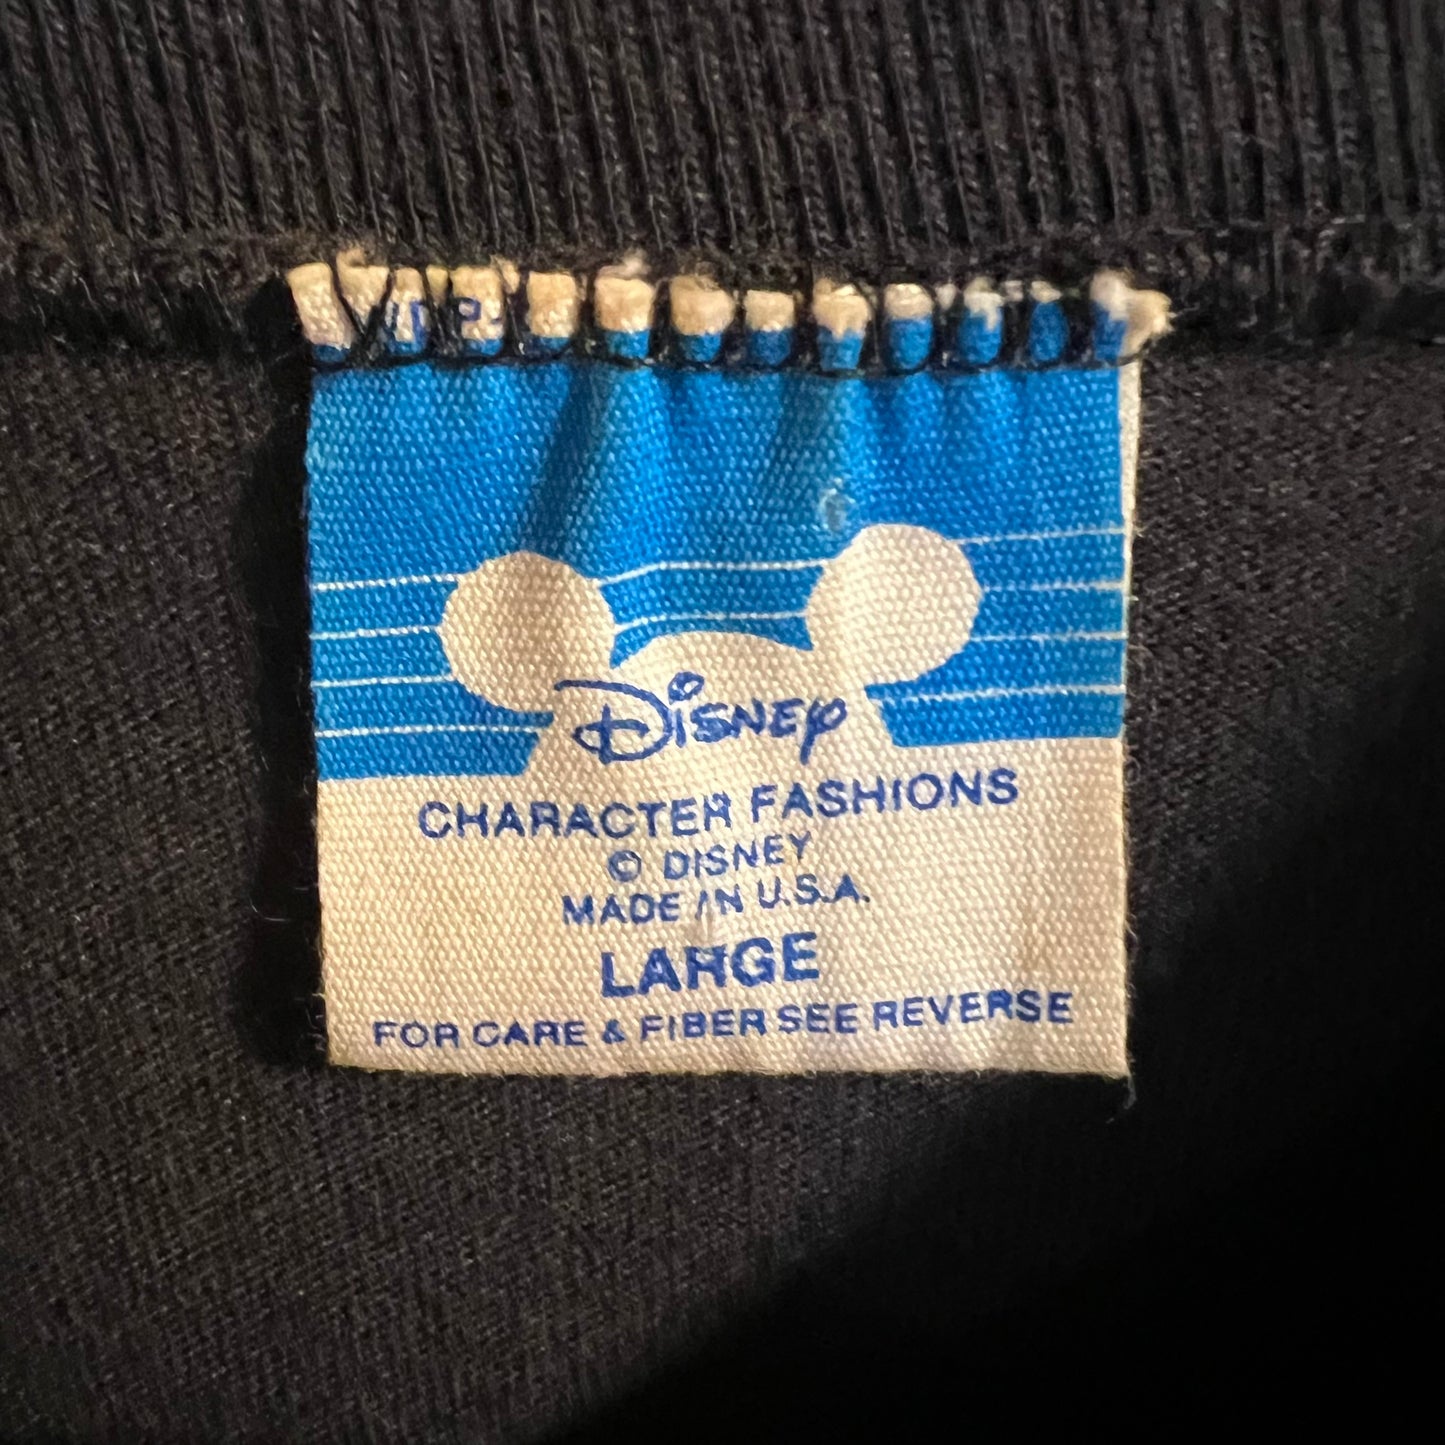 Disney
CHARACTER FASHIONS
© DISNEY
MADE IN U.S.A.
LARGE
FOR CARE & FIBER SEE REVERSE